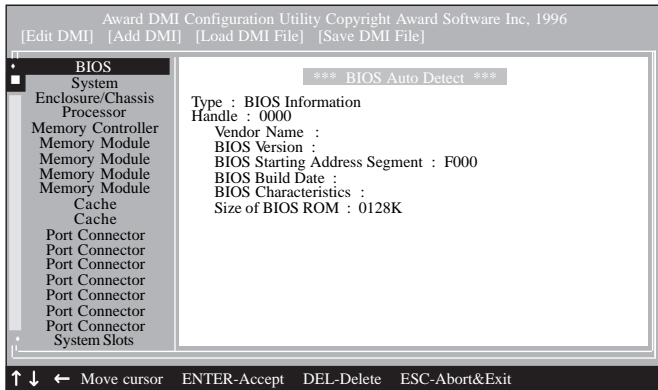 Award DMI Configuration Utility Copyright Award Software Inc, 1996
[Edit DMI] [Add DMI] [Load DMI File] [Save DMI File]
BIOS
System
Enclosure/Chassis
Processor
Memory Controller
Memory Module
Memory Module
Memory Module
Memory Module
Cache
Cache
Port Connector
Port Connector
Port Connector
Port Connector
Port Connector
Port Connector
Port Connector
System Slots
*** BIOS Auto Detect ***
Type : BIOS Information
Handle : 0000
Vendor Name :
BIOS Version :
BIOS Starting Address Segment : F000
BIOS Build Date :
BIOS Characteristics :
Size of BIOS ROM : 0128K
↑↓ ← Move cursor ENTER-Accept DEL-Delete ESC-Abort&Exit